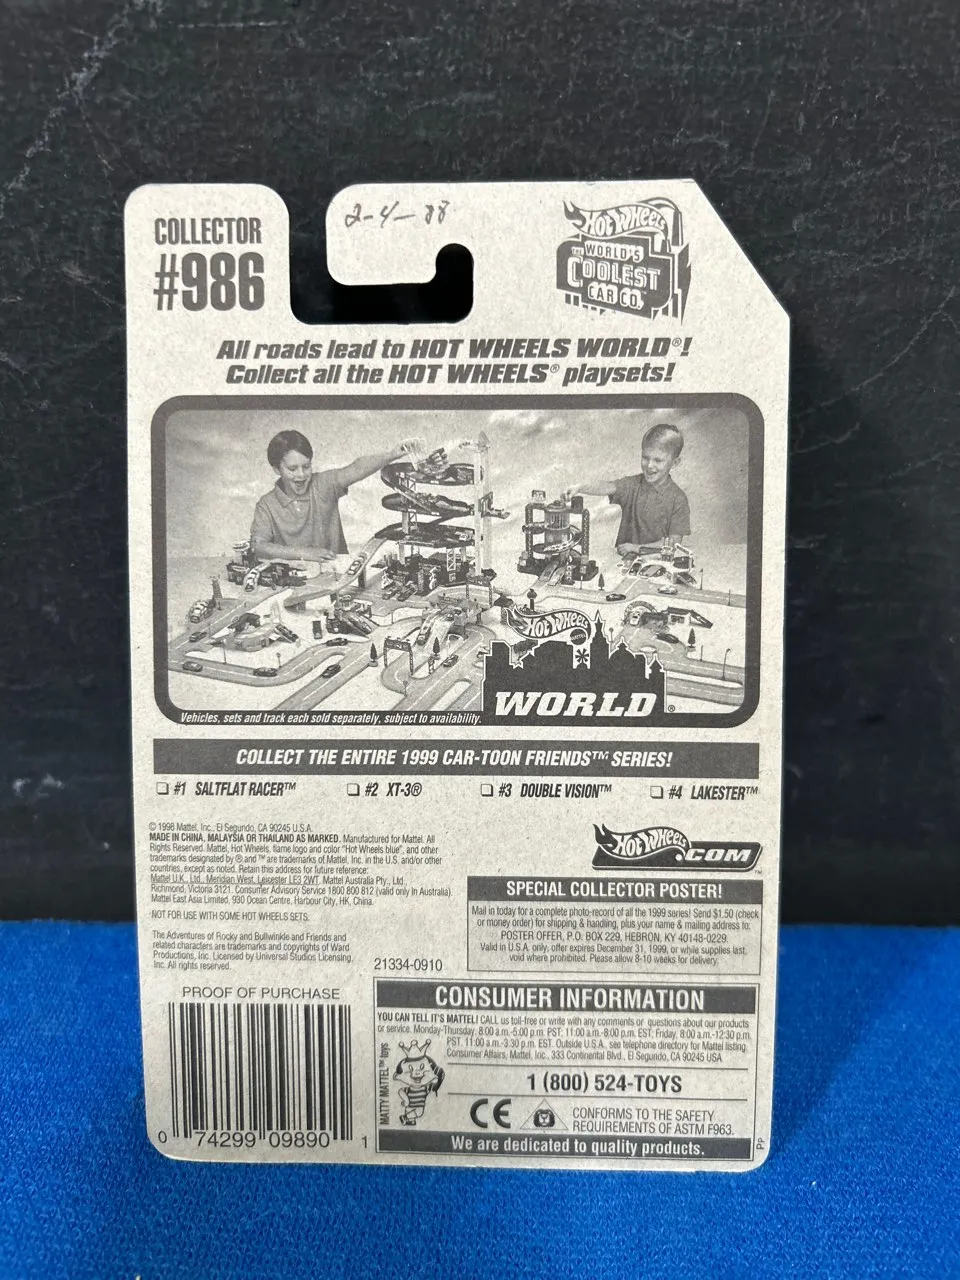 COLLECTOR
#986
2-4-88
HOT WHEELS
THE WORLD'S
COOLEST
CAR CO.
All roads lead to HOT WHEELS WORLD®!
Collect all the HOT WHEELS® playsets!
HOT WHEELS
WORLD®
Vehicles, sets and track each sold separately, subject to availability.
COLLECT THE ENTIRE 1999 CAR-TOON FRIENDS™ SERIES!
#1 SALTFLAT RACER™ #2 XT-3® #3 DOUBLE VISION™ #4 LAKESTER™
© 1998 Mattel, Inc., El Segundo, CA 90245 U.S.A.
MADE IN CHINA, MALAYSIA OR THAILAND AS MARKED. Manufactured for Mattel. All
Rights Reserved. Mattel, Hot Wheels, flame logo and color "Hot Wheels blue", and other
trademarks designated by ® and ™ are trademarks of Mattel, Inc. in the U.S. and/or other
countries, except as noted. Retain this address for future reference:
Mattel U.K., Ltd., Meridian West, Leicester LE3 2WT. Mattel Australia Pty., Ltd.,
Richmond, Victoria 3121. Consumer Advisory Service 1800 800 812 (valid only in Australia).
Mattel East Asia Limited, 930 Ocean Centre, Harbour City, HK, China.
NOT FOR USE WITH SOME HOT WHEELS SETS.
The Adventures of Rocky and Bullwinkle and Friends and
related characters are trademarks and copyrights of Ward
Productions, Inc. Licensed by Universal Studios Licensing,
Inc. All rights reserved.
21334-0910
HOT WHEELS.COM™
SPECIAL COLLECTOR POSTER!
Mail in today for a complete photo-record of all the 1999 series! Send $1.50 (check
or money order) for shipping & handling, plus your name & mailing address to:
POSTER OFFER, P.O. BOX 229, HEBRON, KY 40148-0229.
Valid in U.S.A. only, offer expires December 31, 1999, or while supplies last,
void where prohibited. Please allow 8-10 weeks for delivery.
PROOF OF PURCHASE
0 74299 09890 1
CONSUMER INFORMATION
YOU CAN TELL IT'S MATTEL! CALL us toll-free or write with any comments or questions about our products
or service. Monday-Thursday, 8:00 a.m.-5:00 p.m. PST; 11:00 a.m.-8:00 p.m. EST; Friday, 8:00 a.m.-12:30 p.m.
PST, 11:00 a.m.-3:30 p.m. EST. Outside U.S.A., see telephone directory for Mattel listing.
Consumer Affairs, Mattel, Inc., 333 Continental Blvd., El Segundo, CA 90245 USA
MATTY MATTEL™ toys
1 (800) 524-TOYS
CE
CONFORMS TO THE SAFETY
REQUIREMENTS OF ASTM F963.
We are dedicated to quality products.
PP